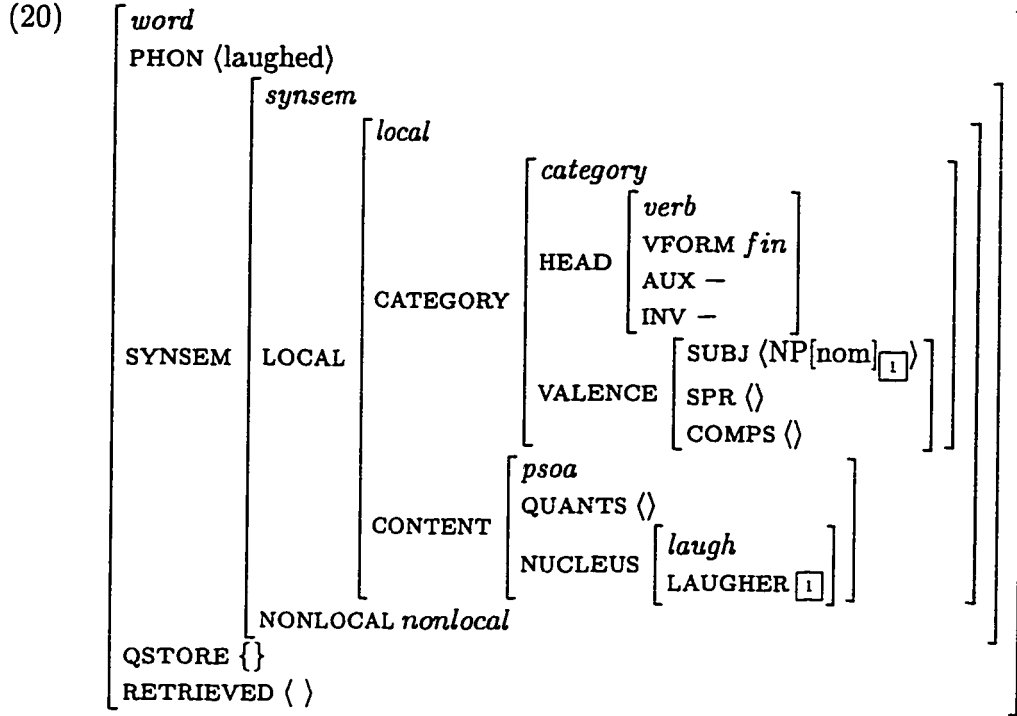 (20)
word
PHON ⟨laughed⟩
synsem
local
category
verb
VFORM fin
HEAD
AUX −
CATEGORY
INV −
SYNSEM LOCAL
SUBJ ⟨NP[nom] 1 ⟩
VALENCE SPR ⟨⟩
COMPS ⟨⟩
psoa
QUANTS ⟨⟩
CONTENT
NUCLEUS laugh
LAUGHER 1
NONLOCAL nonlocal
QSTORE {}
RETRIEVED ⟨ ⟩